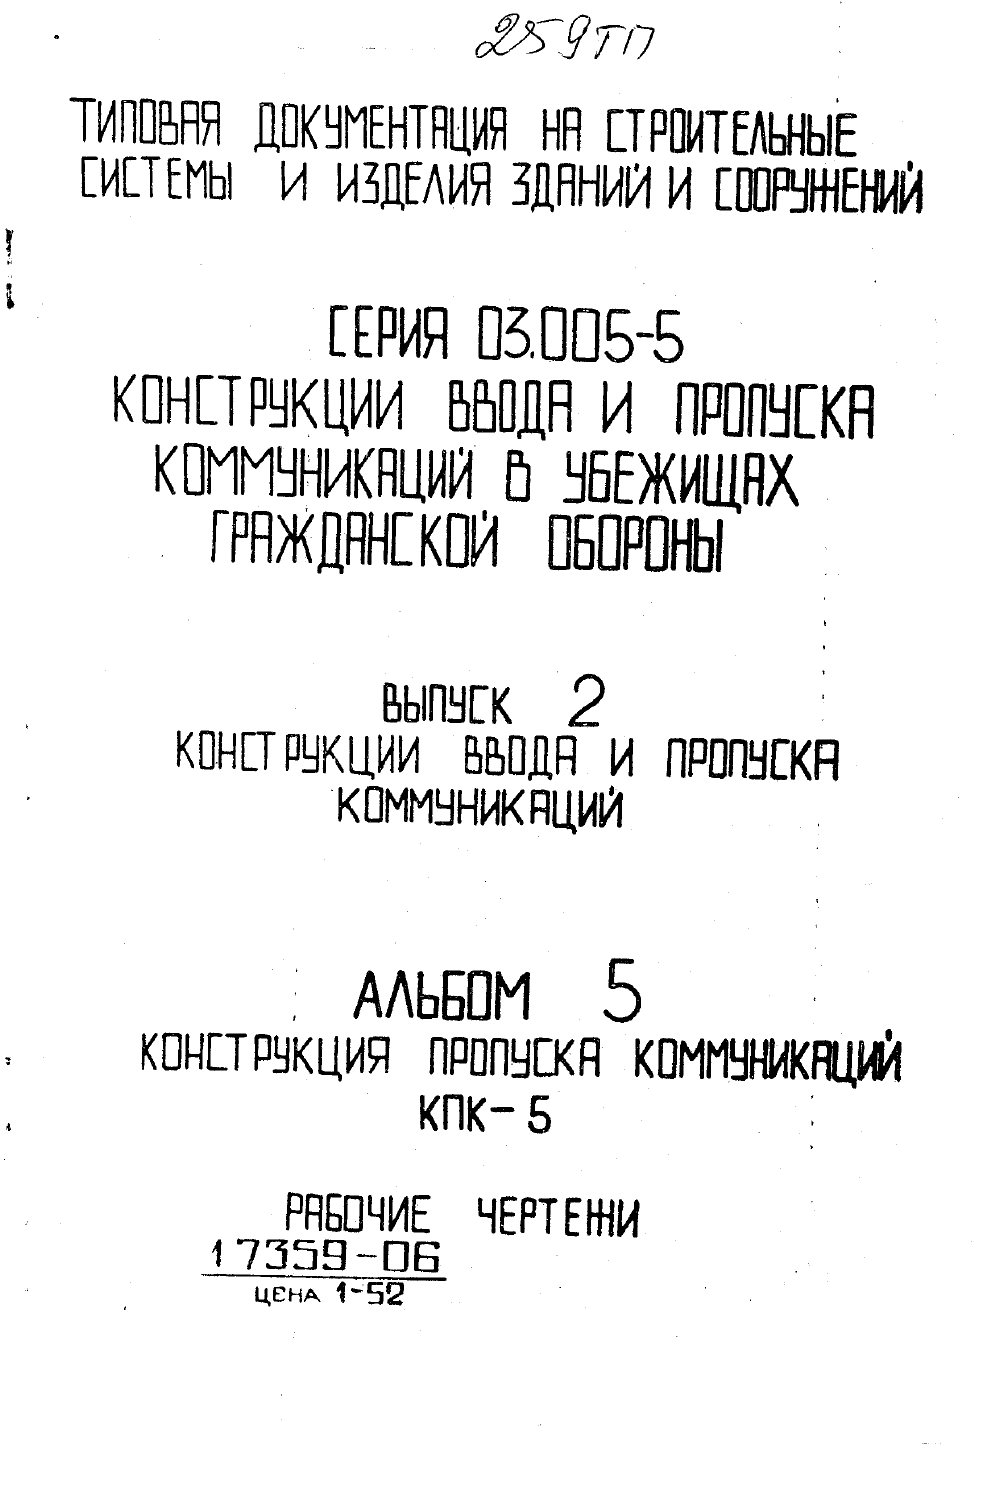 259ТП
ТИПОВАЯ ДОКУМЕНТАЦИЯ НА СТРОИТЕЛЬНЫЕ
СИСТЕМЫ И ИЗДЕЛИЯ ЗДАНИЙ И СООРУЖЕНИЙ
СЕРИЯ 03.005-5
КОНСТРУКЦИИ ВВОДА И ПРОПУСКА
КОММУНИКАЦИЙ В УБЕЖИЩАХ
ГРАЖДАНСКОЙ ОБОРОНЫ
ВЫПУСК 2
КОНСТРУКЦИИ ВВОДА И ПРОПУСКА
КОММУНИКАЦИЙ
АЛЬБОМ 5
КОНСТРУКЦИЯ ПРОПУСКА КОММУНИКАЦИЙ
КПК-5
РАБОЧИЕ ЧЕРТЕЖИ
17359-06
ЦЕНА 1-52